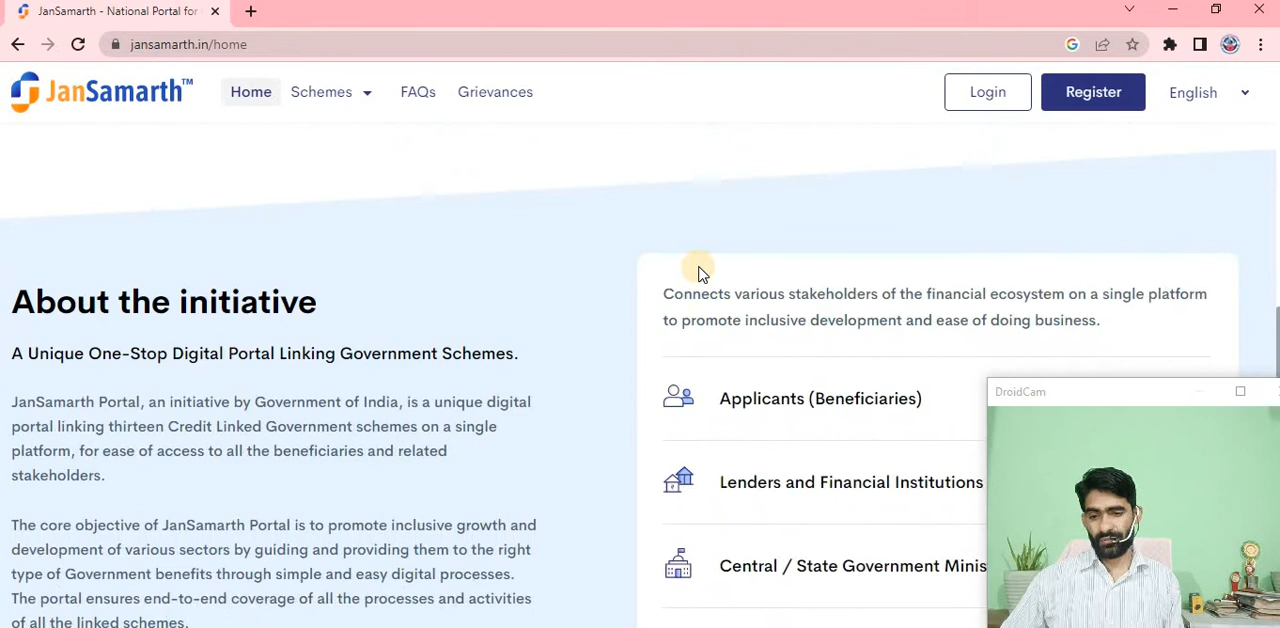 JanSamarth - National Portal for
jansamarth.in/home
JanSamarth™
Home
Schemes
FAQs
Grievances
Login
Register
English
About the initiative
A Unique One-Stop Digital Portal Linking Government Schemes.
JanSamarth Portal, an initiative by Government of India, is a unique digital
portal linking thirteen Credit Linked Government schemes on a single
platform, for ease of access to all the beneficiaries and related
stakeholders.
The core objective of JanSamarth Portal is to promote inclusive growth and
development of various sectors by guiding and providing them to the right
type of Government benefits through simple and easy digital processes.
The portal ensures end-to-end coverage of all the processes and activities
of all the linked schemes.
Connects various stakeholders of the financial ecosystem on a single platform
to promote inclusive development and ease of doing business.
Applicants (Beneficiaries)
Lenders and Financial Institutions
Central / State Government Minis
DroidCam